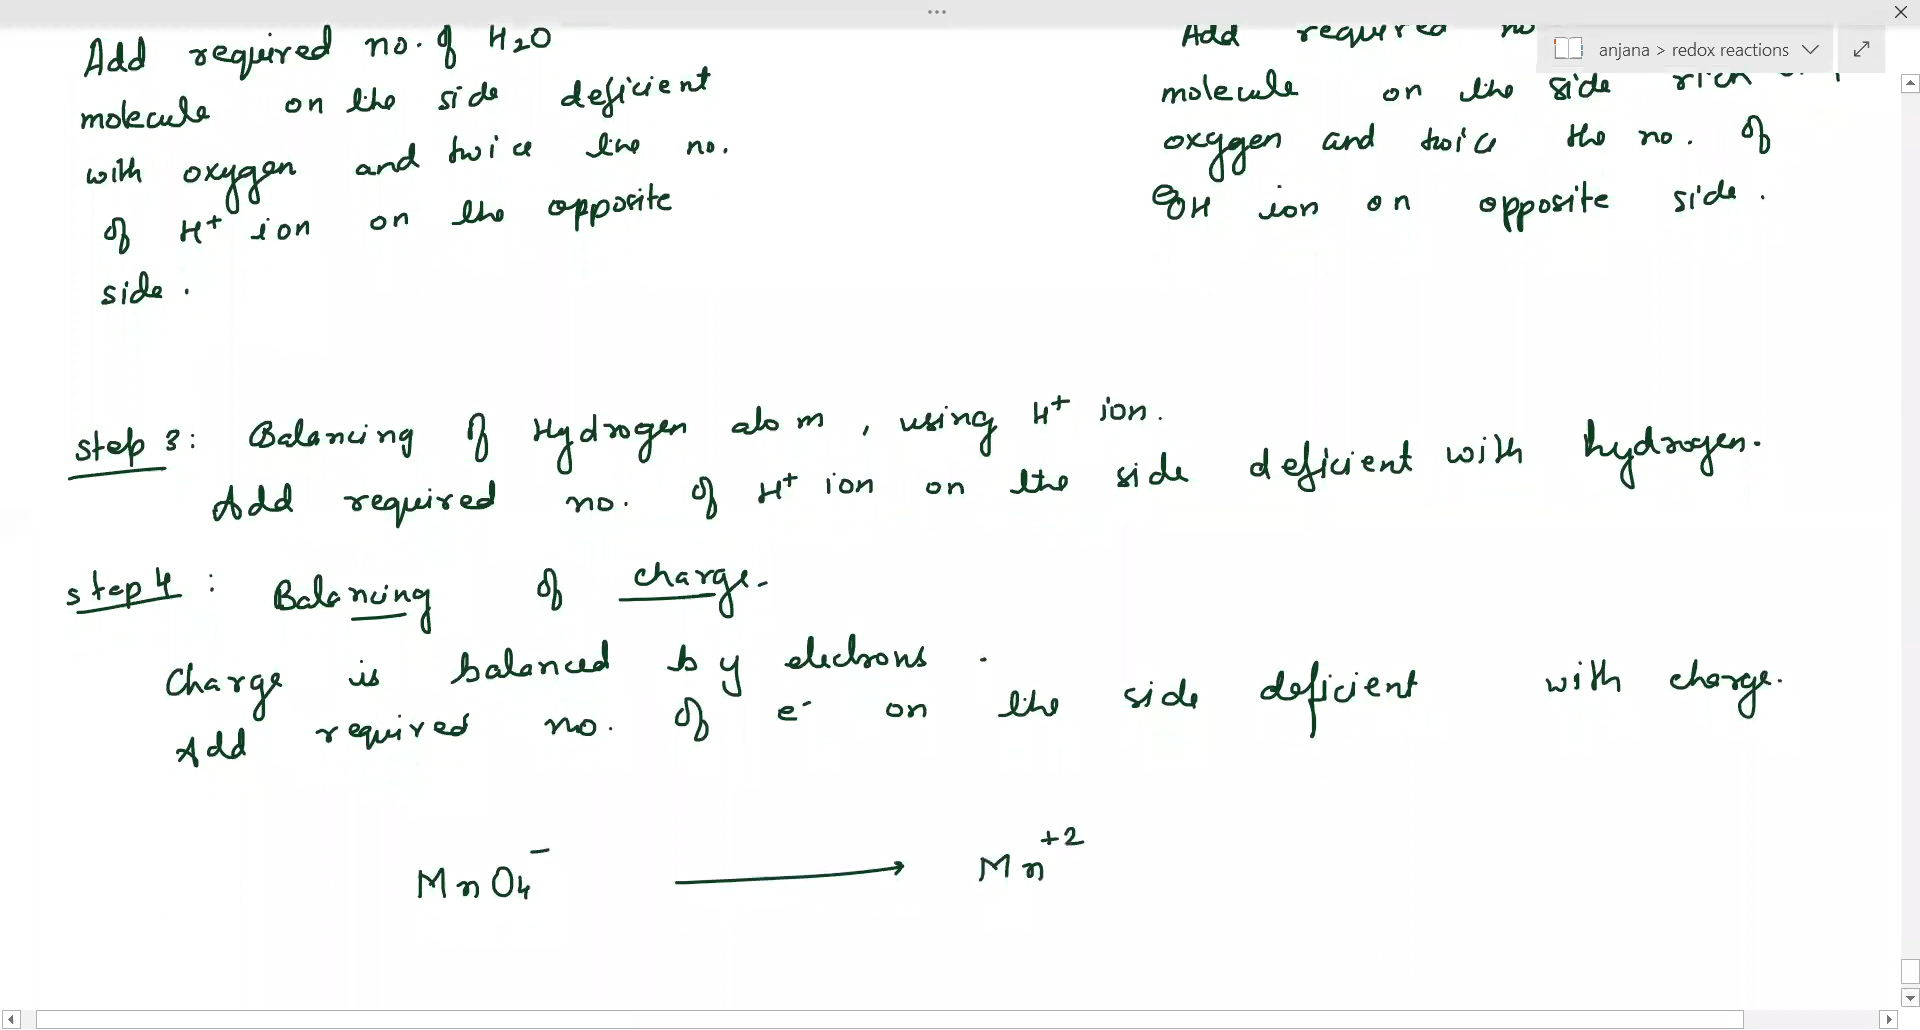 anjana > redox reactions
Add required no. of H2O
molecule on the side deficient
with oxygen and twice the no.
of H+ ion on the opposite
side.
Add required no
molecule on the side rich
oxygen and twice the no. of
⊖OH ion on opposite side.
step 3: Balancing of Hydrogen atom, using H+ ion.
Add required no. of H+ ion on the side deficient with hydrogen.
step 4: Balancing of charge.
Charge is balanced by electrons.
Add required no. of e- on the side deficient with charge.
MnO4⁻ ⟶ Mn+2